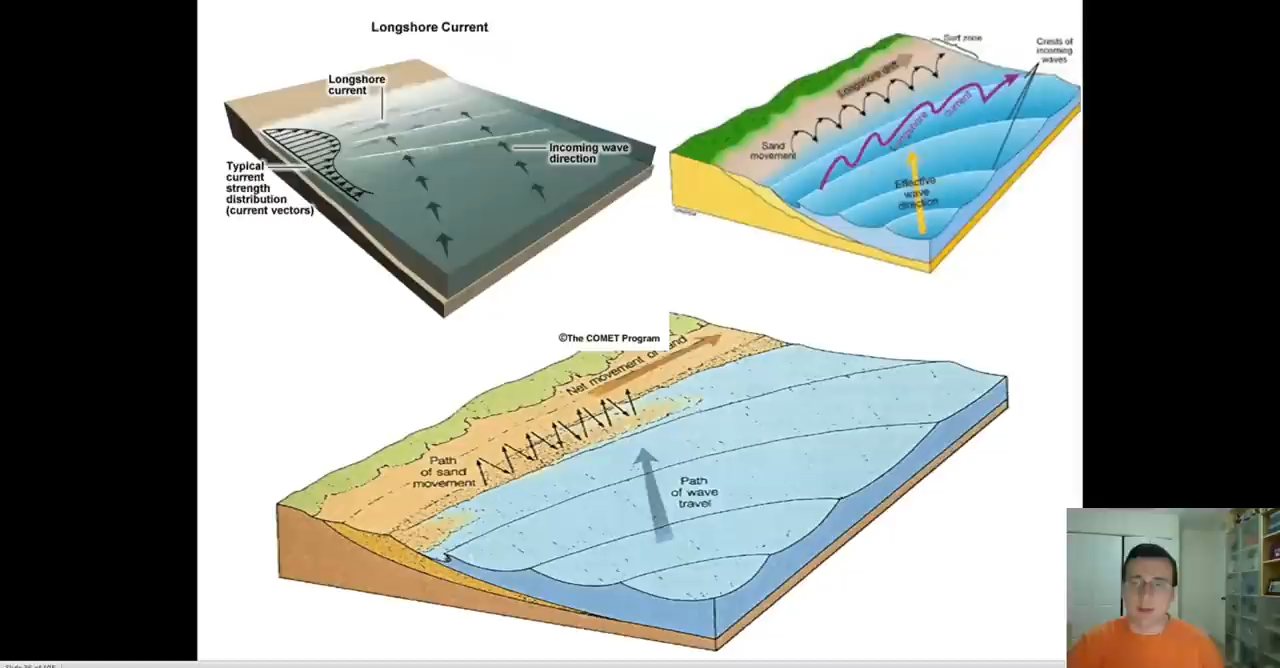 Longshore Current
Longshore
current
Incoming wave
direction
Typical
current
strength
distribution
(current vectors)
©The COMET Program
Surf zone
Crests of
incoming
waves
Longshore drift
Longshore current
Sand
movement
Effective
wave
direction
Net movement of sand
Path
of sand
movement
Path
of wave
travel